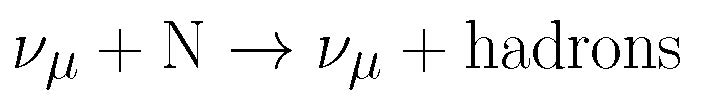 ν_μ + N → ν_μ + hadrons